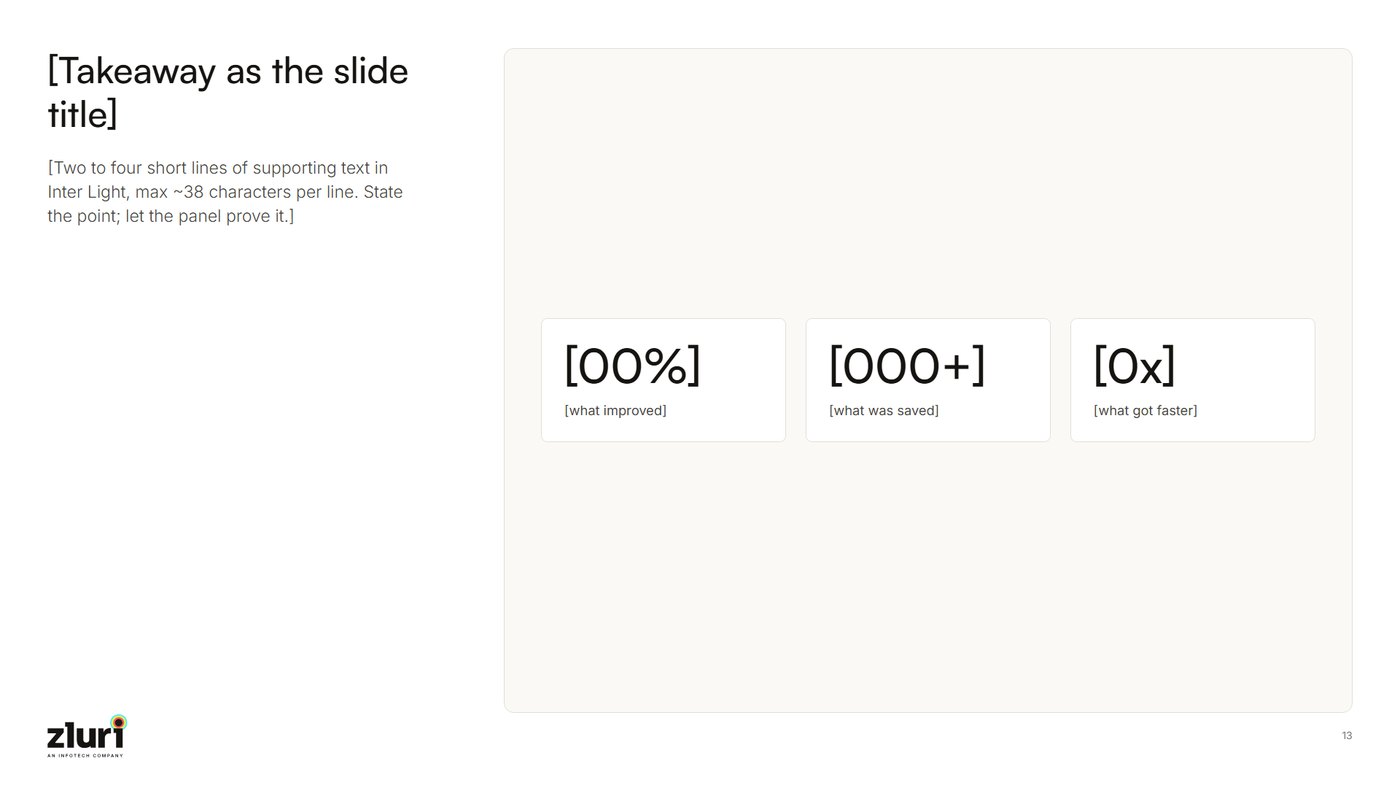 [Takeaway as the slide
title]
[Two to four short lines of supporting text in
Inter Light, max ~38 characters per line. State
the point; let the panel prove it.]
[00%]
[what improved]
[000+]
[what was saved]
[0x]
[what got faster]
zluri
AN INFOTECH COMPANY
13